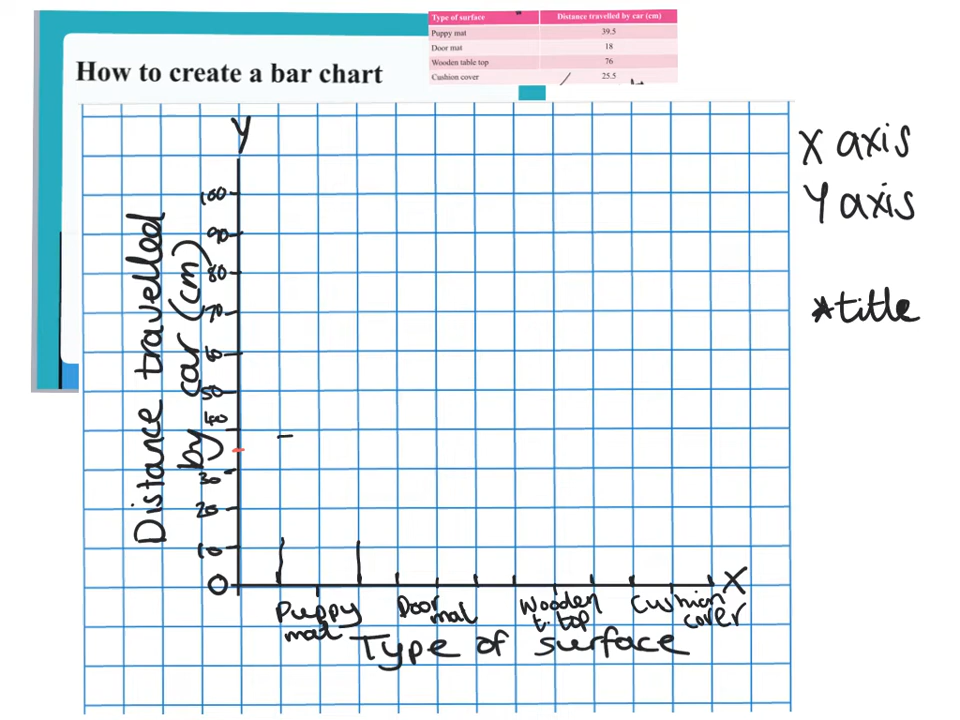 Type of surface Distance travelled by car (cm)
Puppy mat 39.5
Door mat 18
Wooden table top 76
Cushion cover 25.5
How to create a bar chart
y
X axis
Y axis
*title
100
90
80
70
60
50
40
30
20
10
0
Distance travelled
by car (cm)
X
Puppy
mat
Door
mat
Wooden
t. top
Cushion
cover
Type of surface